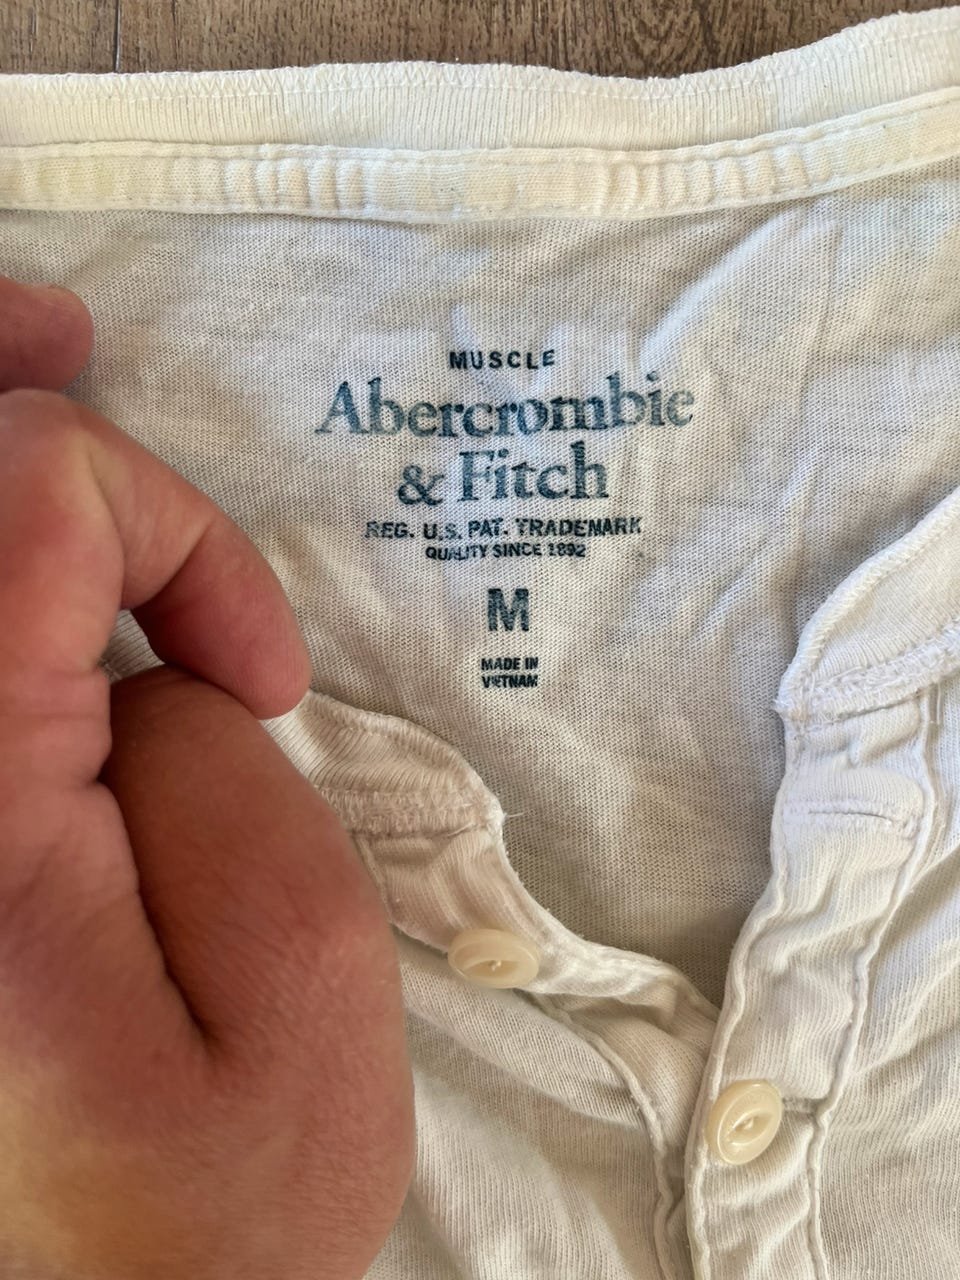 MUSCLE
Abercrombie
& Fitch
REG. U.S. PAT. TRADEMARK
QUALITY SINCE 1892
M
MADE IN
VIETNAM